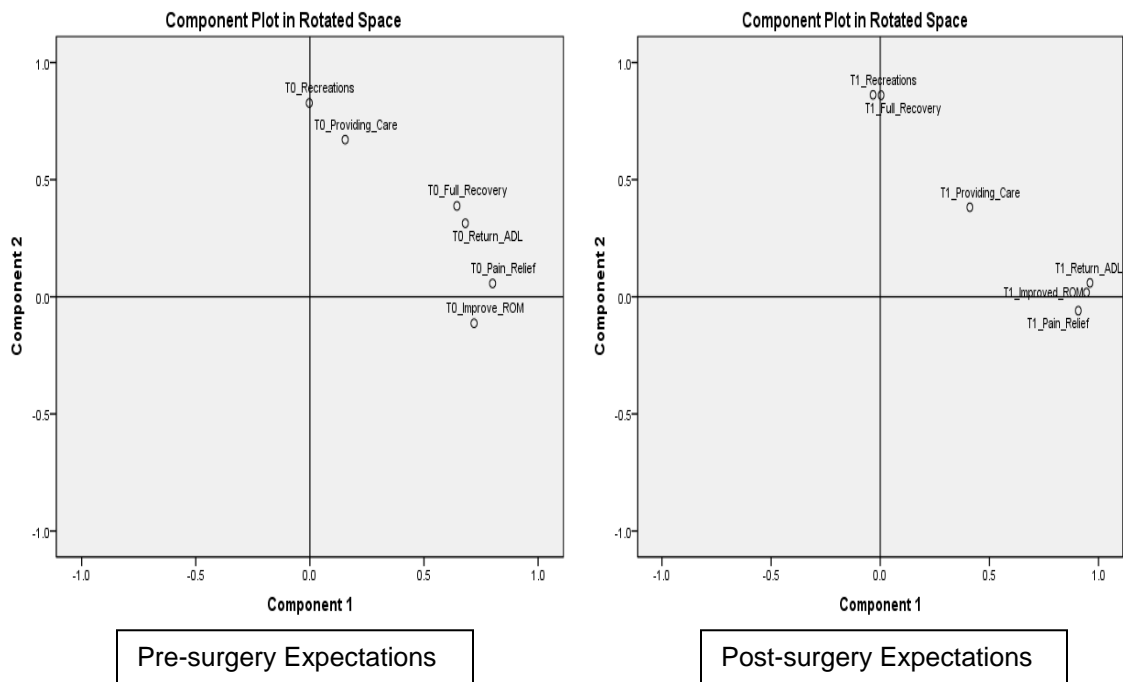 Component Plot in Rotated Space
1.0
0.5
0.0
-0.5
-1.0
Component 2
T0_Recreations
T0_Providing_Care
T0_Full_Recovery
T0_Return_ADL
T0_Pain_Relief
T0_Improve_ROM
-1.0 -0.5 0.0 0.5 1.0
Component 1
Pre-surgery Expectations
Component Plot in Rotated Space
1.0
0.5
0.0
-0.5
-1.0
Component 2
T1_Recreations
T1_Full_Recovery
T1_Providing_Care
T1_Return_ADL
T1_Improved_ROM
T1_Pain_Relief
-1.0 -0.5 0.0 0.5 1.0
Component 1
Post-surgery Expectations